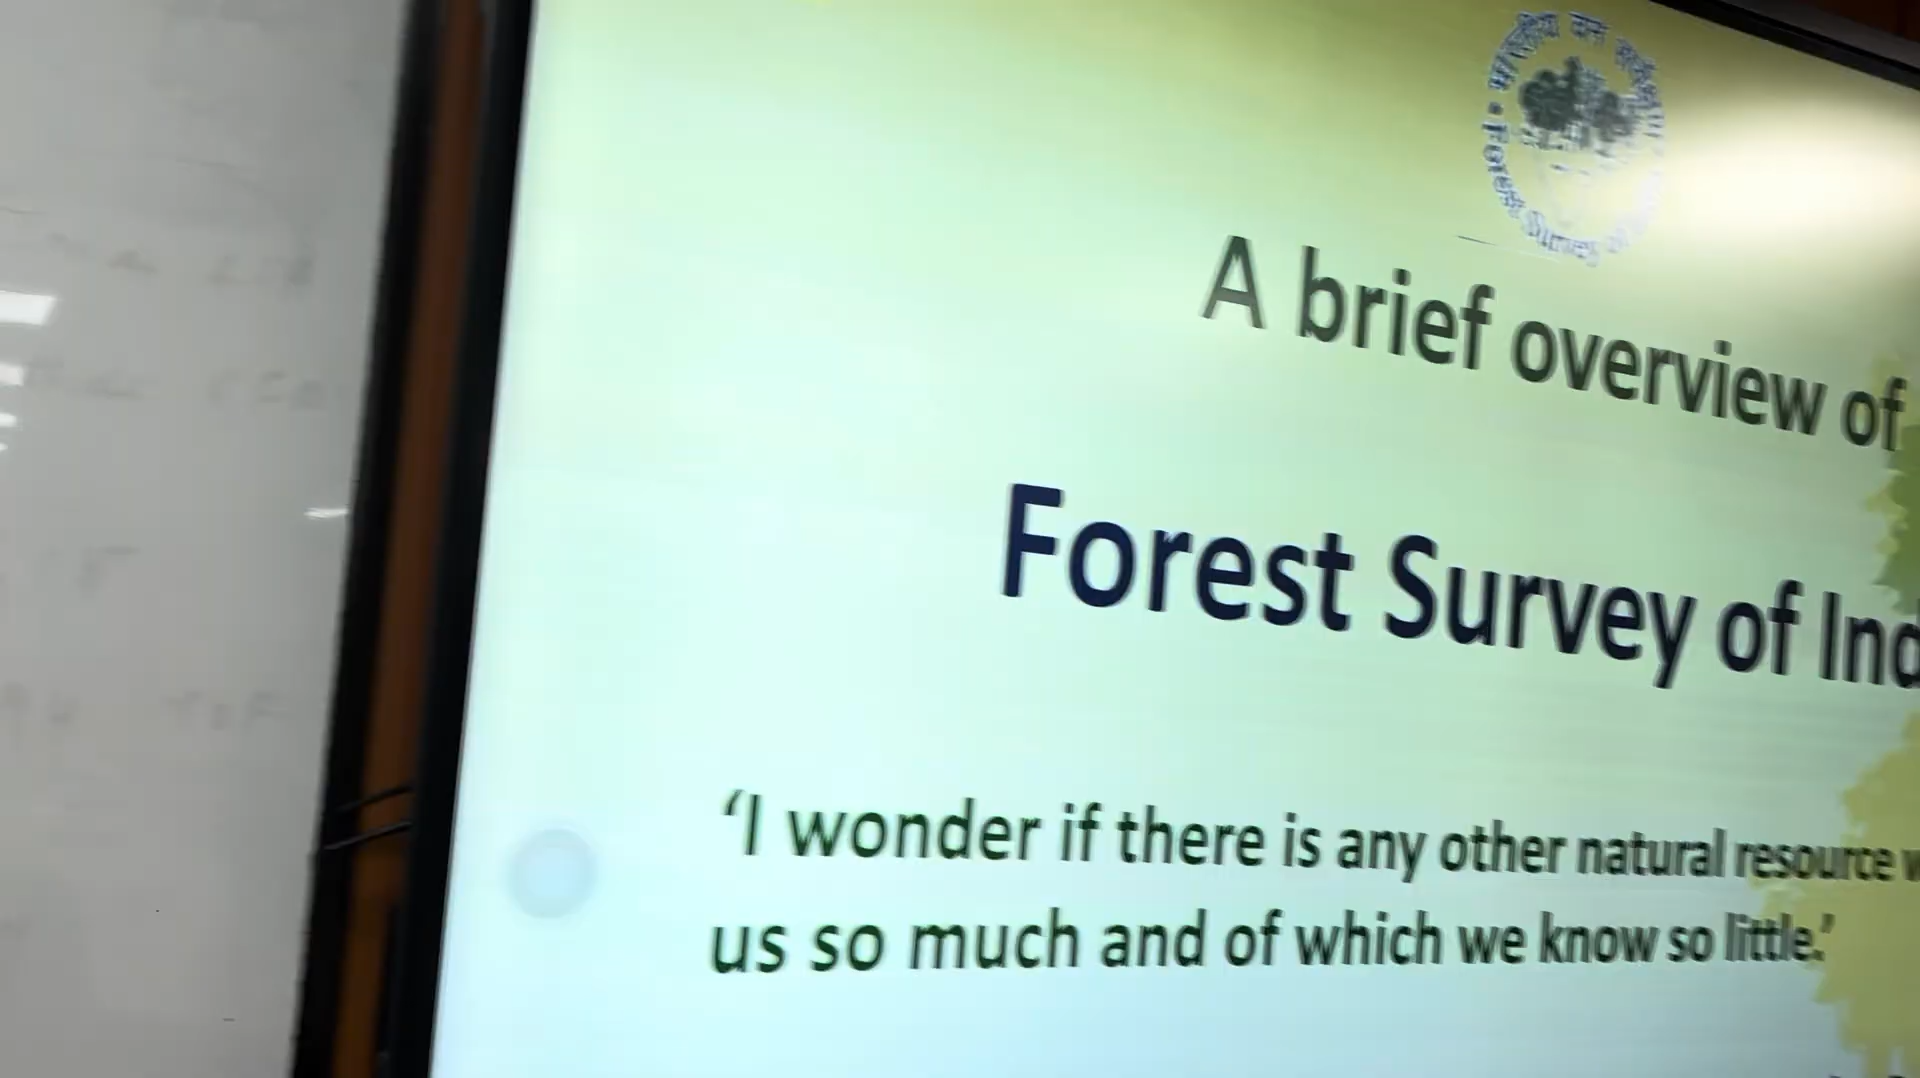 A brief overview of
Forest Survey of Ind
'I wonder if there is any other natural resource w
us so much and of which we know so little.'